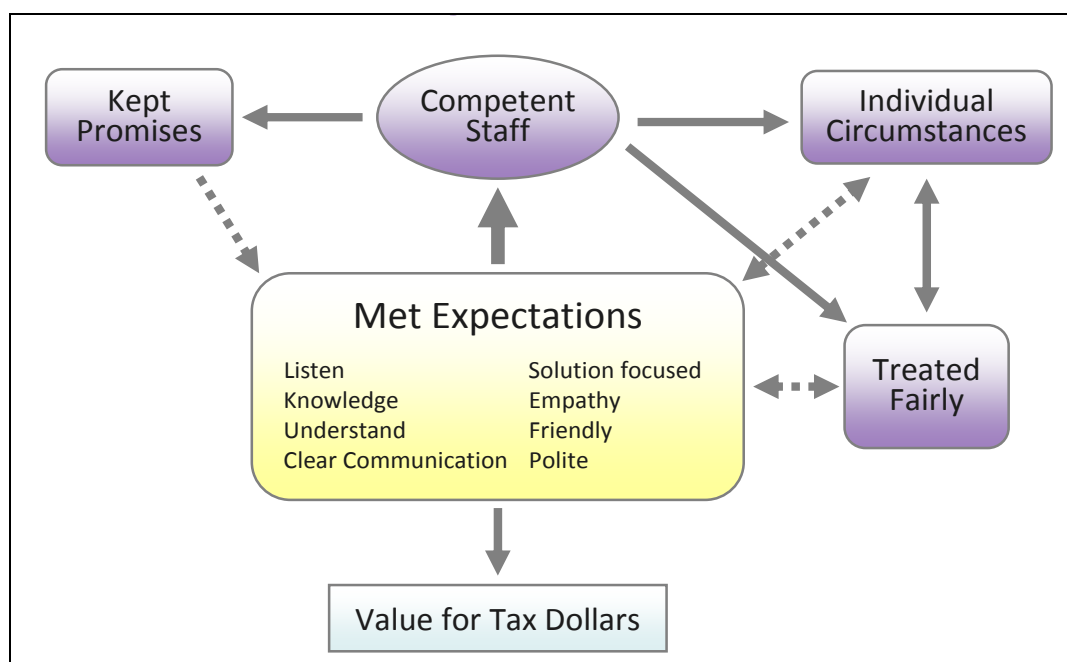 Kept
Promises
Competent
Staff
Individual
Circumstances
Met Expectations
Listen
Knowledge
Understand
Clear Communication
Solution focused
Empathy
Friendly
Polite
Treated
Fairly
Value for Tax Dollars